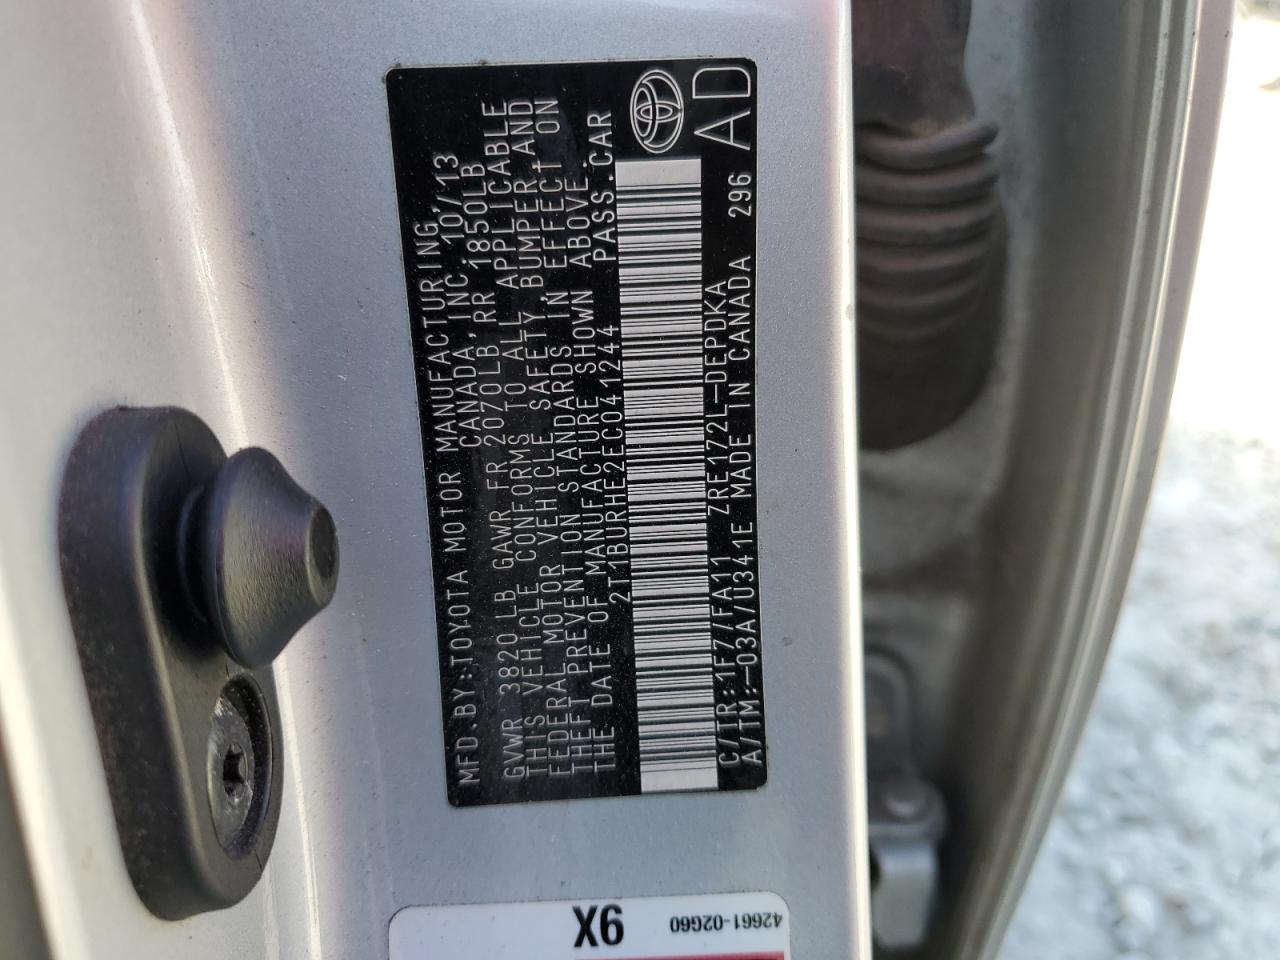 MFD.BY:TOYOTA MOTOR MANUFACTURING
CANADA,INC. 10/13
GVWR 3820 LB GAWR FR 2070LB,RR 1850LB
THIS VEHICLE CONFORMS TO ALL APPLICABLE
FEDERAL MOTOR VEHICLE SAFETY,BUMPER,AND
THEFT PREVENTION STANDARDS IN EFFECT ON
THE DATE OF MANUFACTURE SHOWN ABOVE.
2T1BURHE2EC041244 PASS.CAR
C/TR:1F7/FA11 ZRE172L-DEPDKA
A/TM:-03A/U341E MADE IN CANADA 296
AD
9X
42661-02G60